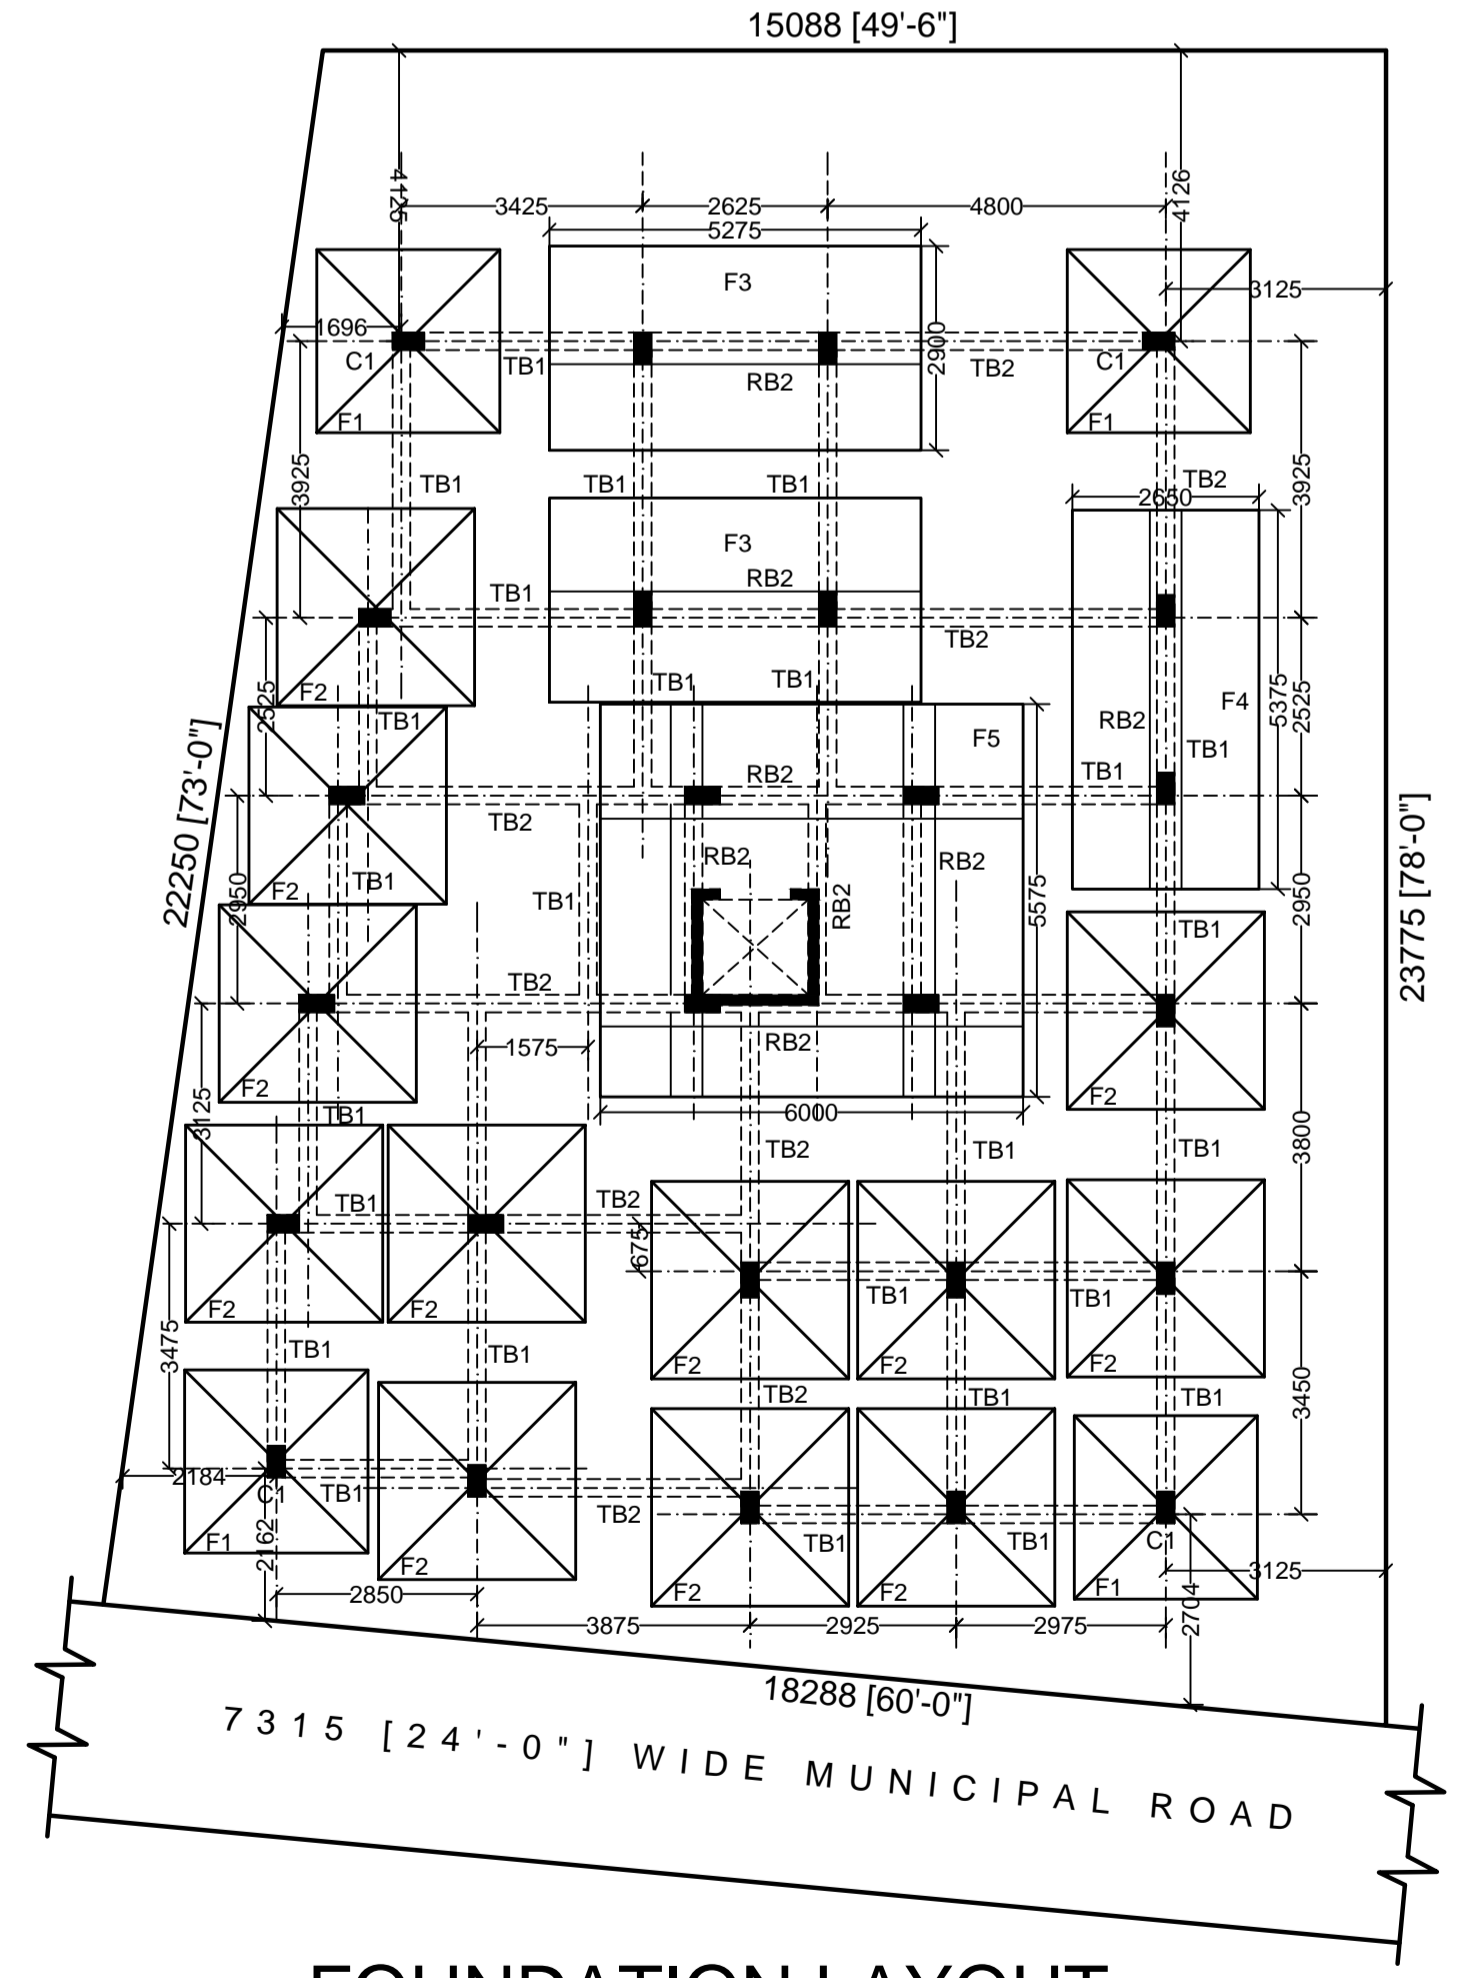 15088 [49'-6"]
4125
4126
3425
2625
4800
5275
F3
3125
1696
2900
C1
TB1
RB2
TB2
C1
F1
F1
3925
TB1
TB1
TB1
TB2
3925
2650
F3
TB1
RB2
TB2
F2
2525
TB1
TB1
TB1
F5
RB2
F4
5375
2525
RB2
TB1
TB1
TB2
22250 [73'-0"]
23775 [78'-0"]
F2
TB1
2950
TB1
RB2
RB2
RB2
5575
2950
TB1
TB2
1575
RB2
F2
F2
3125
TB1
6000
TB2
TB1
TB1
3800
TB1
TB2
675
F2
F2
TB1
TB1
3475
TB1
TB1
F2
F2
F2
TB2
TB1
TB1
3450
2184
C1
TB1
TB2
TB1
TB1
C1
F1
2162
F2
F2
F2
F1
3125
2850
3875
2925
2975
2704
18288 [60'-0"]
7315 [24'-0"] WIDE MUNICIPAL ROAD
FOUNDATION LAYOUT